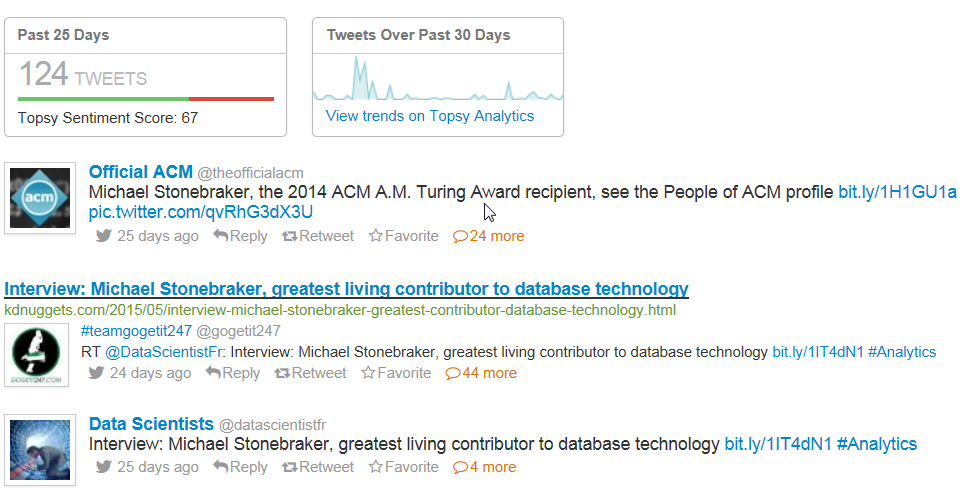 Past 25 Days
124 TWEETS
Topsy Sentiment Score: 67
Tweets Over Past 30 Days
View trends on Topsy Analytics
acm
Official ACM @theofficialacm
Michael Stonebraker, the 2014 ACM A.M. Turing Award recipient, see the People of ACM profile bit.ly/1H1GU1a
pic.twitter.com/qvRhG3dX3U
25 days ago Reply Retweet Favorite 24 more
Interview: Michael Stonebraker, greatest living contributor to database technology
kdnuggets.com/2015/05/interview-michael-stonebraker-greatest-contributor-database-technology.html
#teamgogetit247 @gogetit247
RT @DataScientistFr: Interview: Michael Stonebraker, greatest living contributor to database technology bit.ly/1IT4dN1 #Analytics
GOGETIT247.COM
24 days ago Reply Retweet Favorite 44 more
Data Scientists @datascientistfr
Interview: Michael Stonebraker, greatest living contributor to database technology bit.ly/1IT4dN1 #Analytics
25 days ago Reply Retweet Favorite 4 more